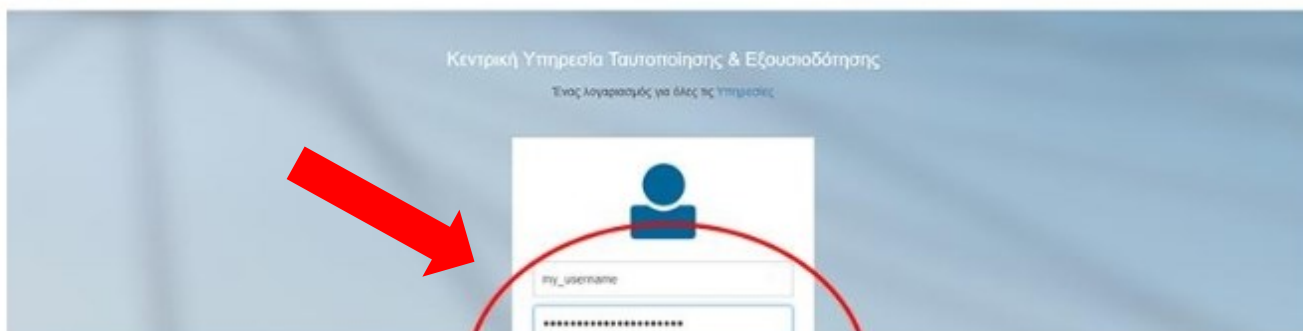 Κεντρική Υπηρεσία Ταυτοποίησης & Εξουσιοδότησης
Ένας λογαριασμός για όλες τις Υπηρεσίες
my_username